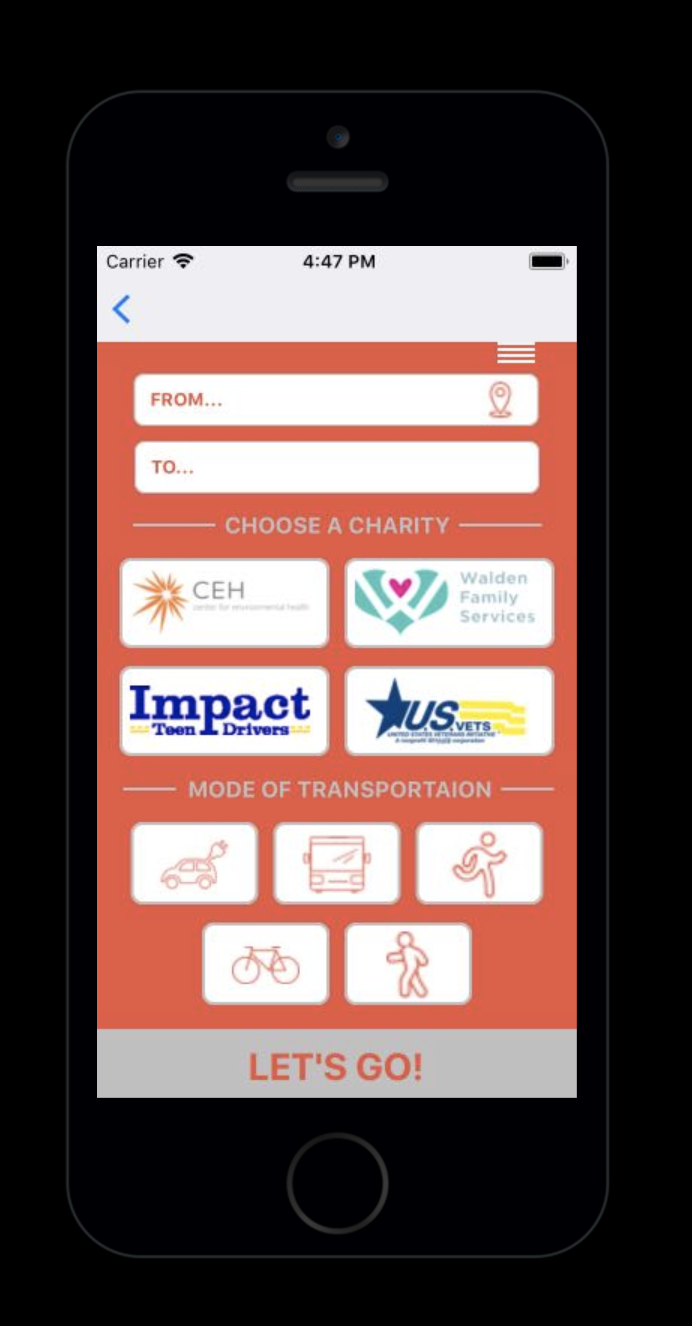 Carrier 4:47 PM
FROM...
TO...
CHOOSE A CHARITY
CEH
center for environmental health
Walden
Family
Services
Impact
Teen Drivers
U.S.VETS
UNITED STATES VETERANS INITIATIVE
A nonprofit 501(c)(3) corporation
MODE OF TRANSPORTAION
LET'S GO!